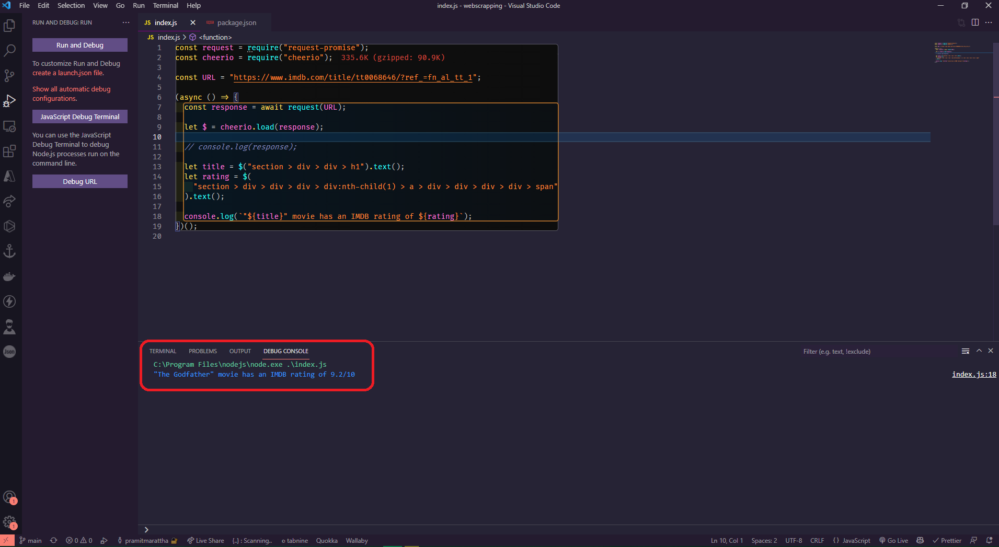 File Edit Selection View Go Run Terminal Help
index.js - webscrapping - Visual Studio Code
RUN AND DEBUG: RUN ···
Run and Debug
To customize Run and Debug
create a launch.json file.
Show all automatic debug
configurations.
JavaScript Debug Terminal
You can use the JavaScript
Debug Terminal to debug
Node.js processes run on the
command line.
Debug URL
JS index.js × package.json
JS index.js > <function>
1 const request = require("request-promise");
2 const cheerio = require("cheerio"); 335.6K (gzipped: 90.9K)
3
4 const URL = "https://www.imdb.com/title/tt0068646/?ref_=fn_al_tt_1";
5
6 (async () => {
7 const response = await request(URL);
8
9 let $ = cheerio.load(response);
10
11 // console.log(response);
12
13 let title = $("section > div > div > h1").text();
14 let rating = $(
15 "section > div > div > div > div:nth-child(1) > a > div > div > div > div > span"
16 ).text();
17
18 console.log(`"${title}" movie has an IMDB rating of ${rating}`);
19 })();
20
TERMINAL PROBLEMS OUTPUT DEBUG CONSOLE
Filter (e.g. text, !exclude)
C:\Program Files\nodejs\node.exe .\index.js
"The Godfather" movie has an IMDB rating of 9.2/10
index.js:18
Json
1
1
>
main 0 0 pramitmarattha Live Share {..} : Scanning.. tabnine Quokka Wallaby
Ln 10, Col 1 Spaces: 2 UTF-8 CRLF {} JavaScript Go Live Prettier